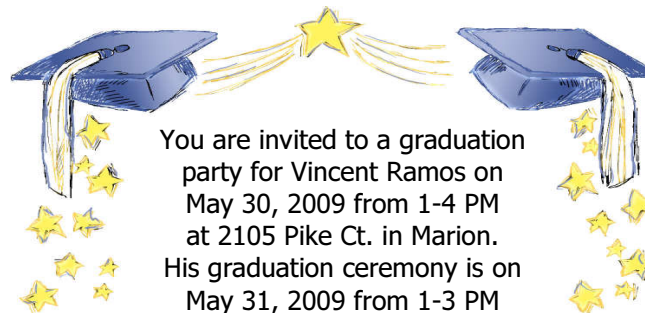 You are invited to a graduation
party for Vincent Ramos on
May 30, 2009 from 1-4 PM
at 2105 Pike Ct. in Marion.
His graduation ceremony is on
May 31, 2009 from 1-3 PM